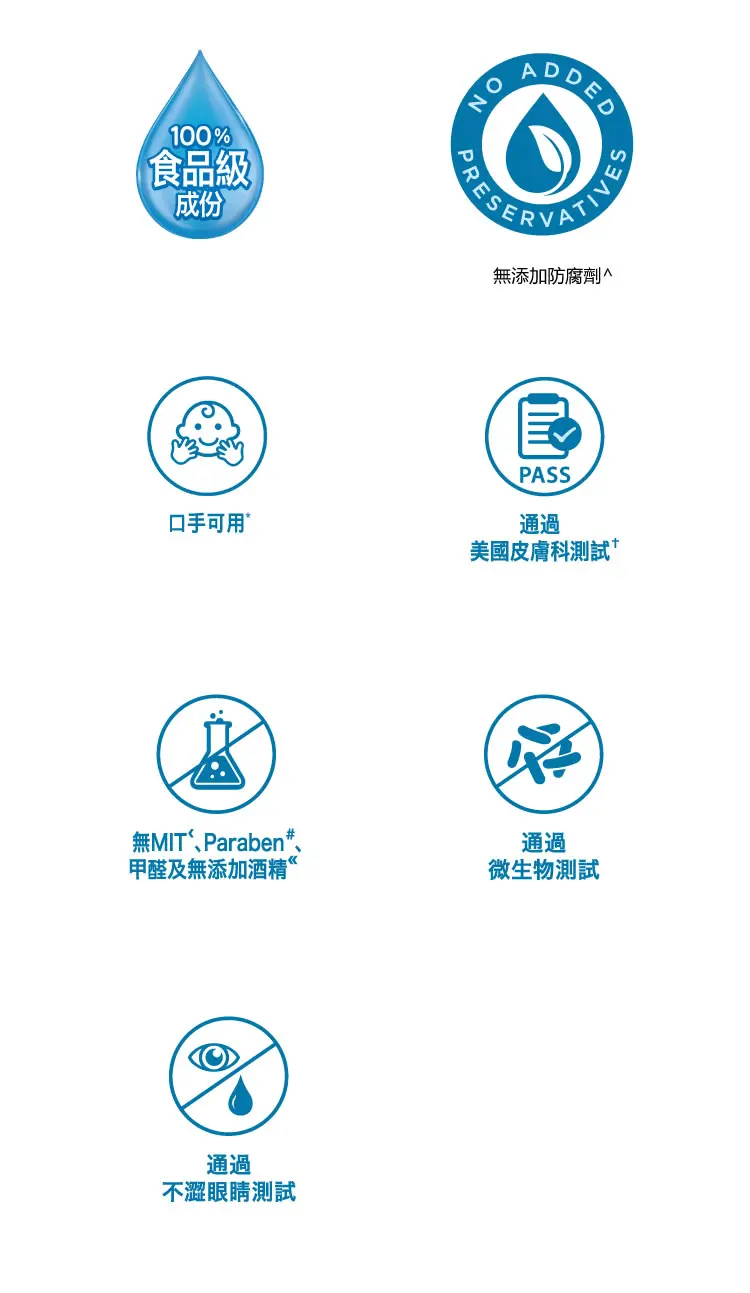 100%
食品級
成份
NO ADDED
PRESERVATIVES
無添加防腐劑^
口手可用*
PASS
通過
美國皮膚科測試†
無MIT‹、Paraben#、
甲醛及無添加酒精«
通過
微生物測試
通過
不澀眼睛測試